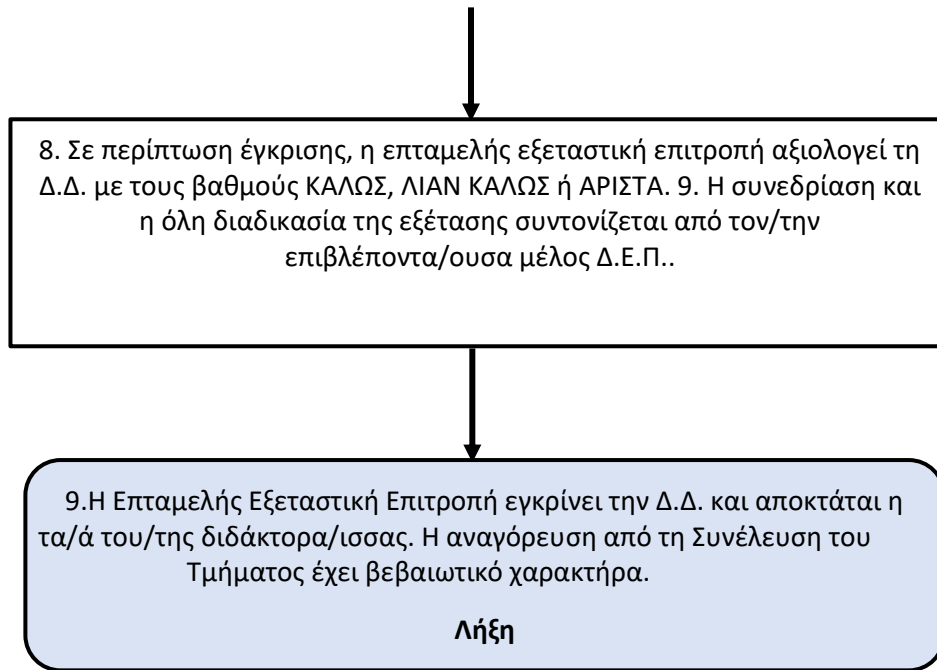 8. Σε περίπτωση έγκρισης, η επταμελής εξεταστική επιτροπή αξιολογεί τη
Δ.Δ. με τους βαθμούς ΚΑΛΩΣ, ΛΙΑΝ ΚΑΛΩΣ ή ΑΡΙΣΤΑ. 9. Η συνεδρίαση και
η όλη διαδικασία της εξέτασης συντονίζεται από τον/την
επιβλέποντα/ουσα μέλος Δ.Ε.Π..
9.Η Επταμελής Εξεταστική Επιτροπή εγκρίνει την Δ.Δ. και αποκτάται η
τα/ά του/της διδάκτορα/ισσας. Η αναγόρευση από τη Συνέλευση του
Τμήματος έχει βεβαιωτικό χαρακτήρα.
Λήξη